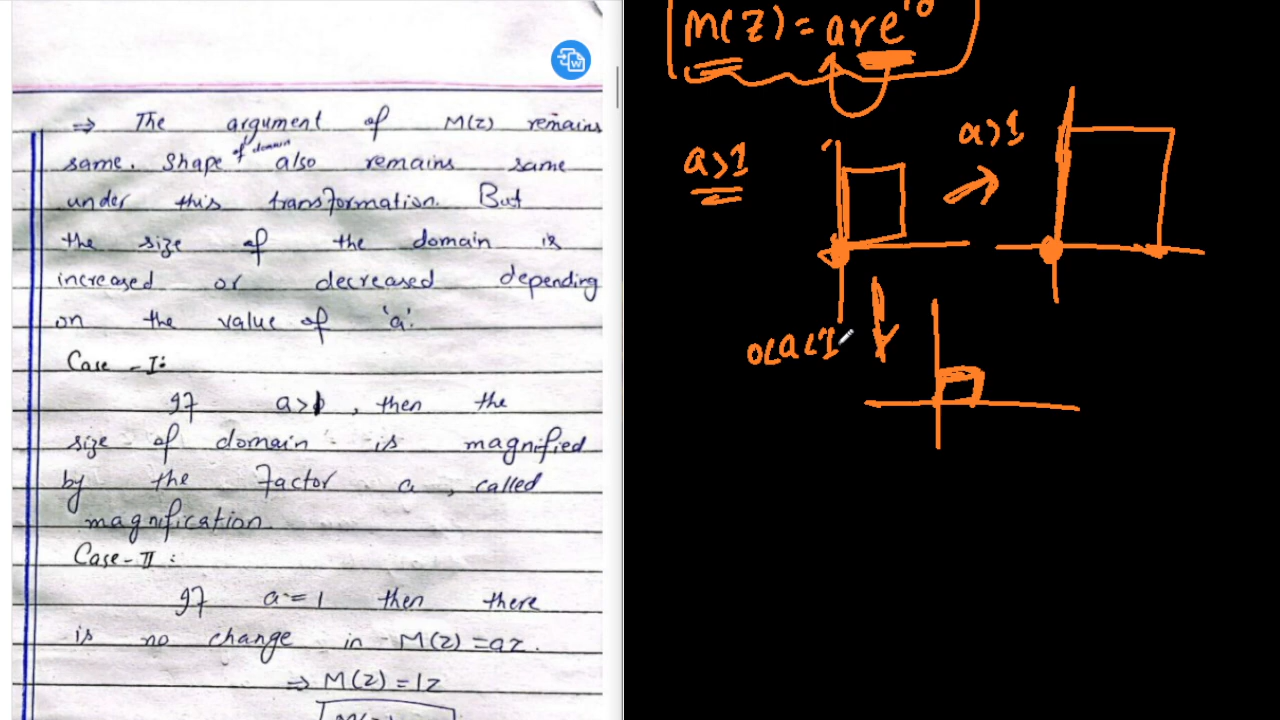 ⇒ The argument of M(z) remains
same. Shape of domain also remains same
under this transformation. But
the size of the domain is
increased or decreased depending
on the value of 'a'.
Case - I:
If a>1, then the
size of domain is magnified
by the factor a, called
magnification
Case - II:
If a = 1 then there
is no change in M(z) = az.
⇒ M(z) = 1z
M(z) = are^iθ
a>1
a>1
0<a<1